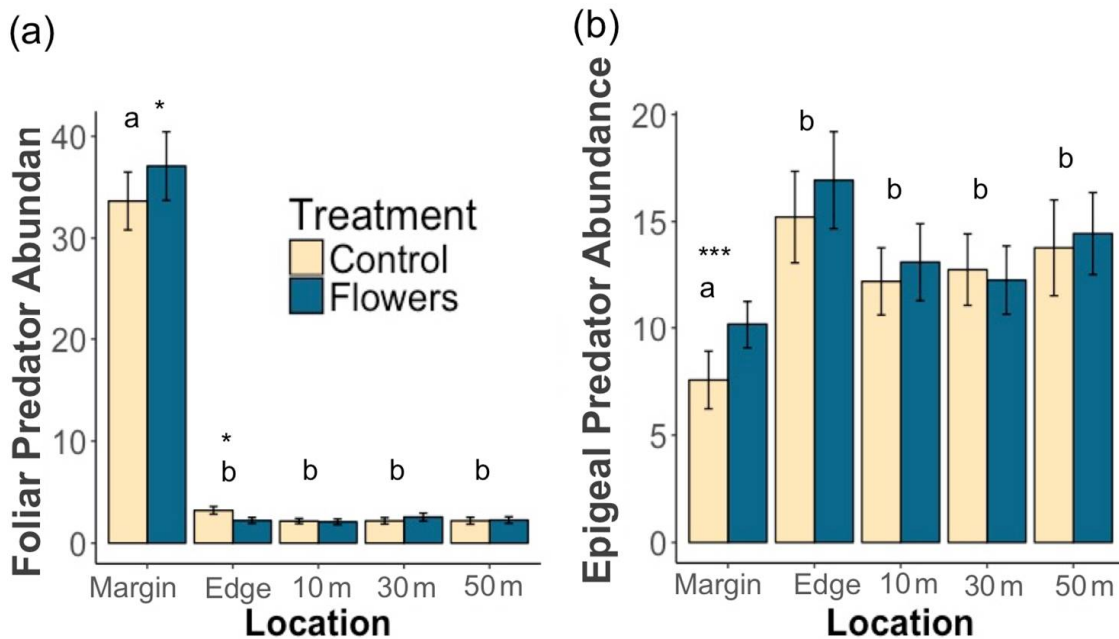 (a)
Foliar Predator Abundan
40
30
20
10
0
a
*
*
b
b
b
b
Treatment
Control
Flowers
Margin
Edge
10 m
30 m
50 m
Location
(b)
Epigeal Predator Abundance
20
15
10
5
0
***
a
b
b
b
b
Margin
Edge
10 m
30 m
50 m
Location